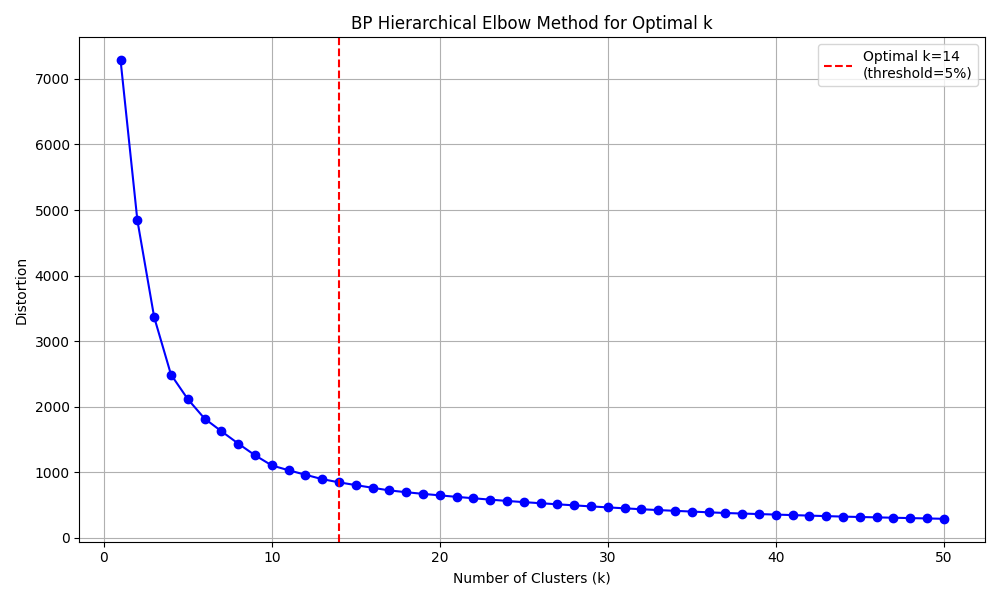 BP Hierarchical Elbow Method for Optimal k
Optimal k=14
(threshold=5%)
7000
6000
5000
4000
3000
2000
1000
0
Distortion
0 10 20 30 40 50
Number of Clusters (k)